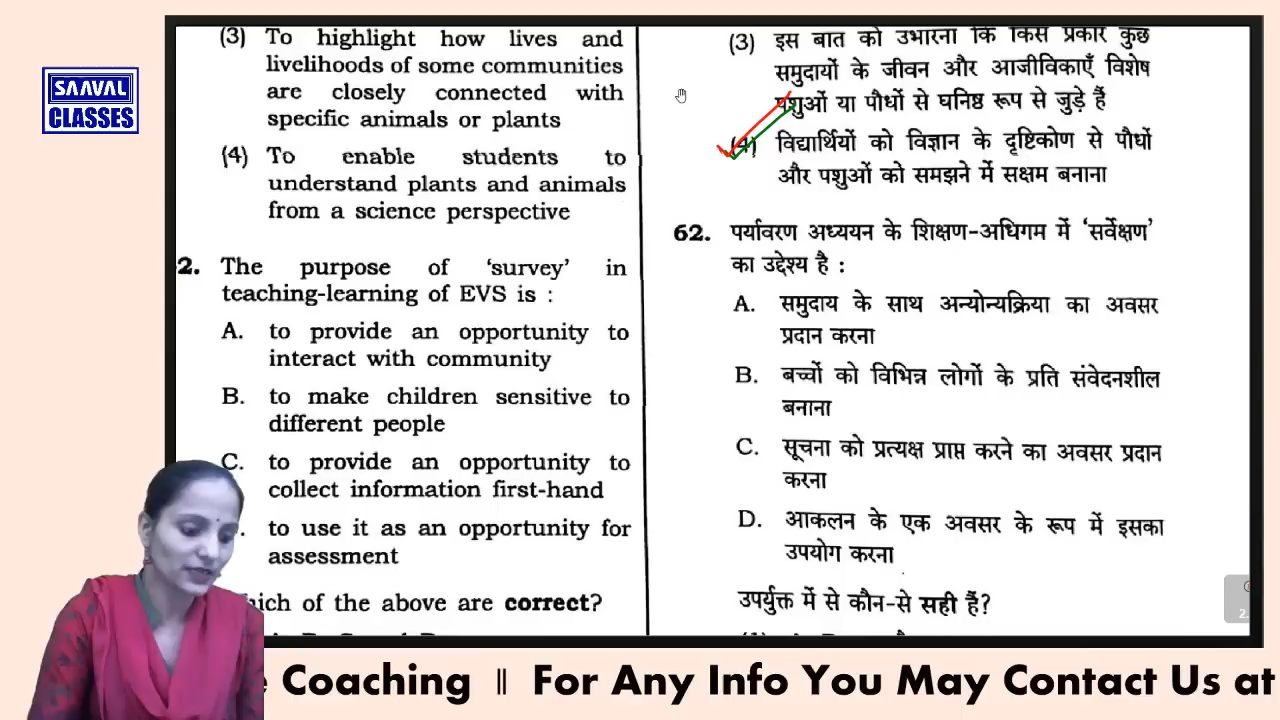 SAAVAL
CLASSES
(3) To highlight how lives and
livelihoods of some communities
are closely connected with
specific animals or plants
(4) To enable students to
understand plants and animals
from a science perspective
2. The purpose of ‘survey’ in
teaching-learning of EVS is :
A. to provide an opportunity to
interact with community
B. to make children sensitive to
different people
C. to provide an opportunity to
collect information first-hand
to use it as an opportunity for
assessment
of the above are correct?
(3) इस बात को उभारना कि किस प्रकार कुछ
समुदायों के जीवन और आजीविकाएँ विशेष
पशुओं या पौधों से घनिष्ठ रूप से जुड़े हैं
(4) विद्यार्थियों को विज्ञान के दृष्टिकोण से पौधों
और पशुओं को समझने में सक्षम बनाना
62. पर्यावरण अध्ययन के शिक्षण-अधिगम में ‘सर्वेक्षण’
का उद्देश्य है :
A. समुदाय के साथ अन्योन्यक्रिया का अवसर
प्रदान करना
B. बच्चों को विभिन्न लोगों के प्रति संवेदनशील
बनाना
C. सूचना को प्रत्यक्ष प्राप्त करने का अवसर प्रदान
करना
D. आकलन के एक अवसर के रूप में इसका
उपयोग करना
उपर्युक्त में से कौन-से सही हैं?
Coaching || For Any Info You May Contact Us at